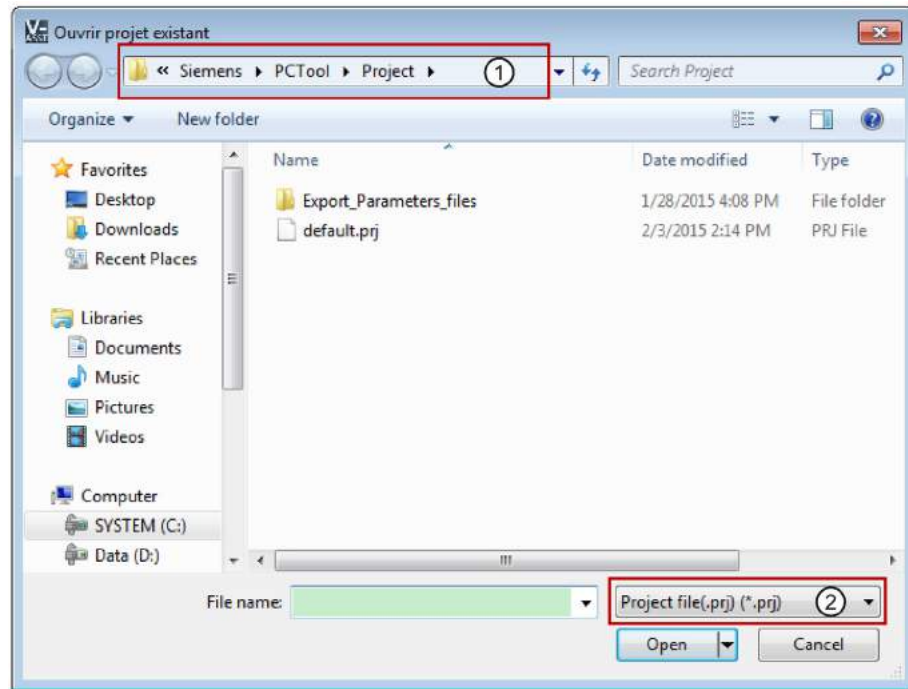 Ouvrir projet existant
« Siemens ▸ PCTool ▸ Project ▸ 1
Search Project
Organize ▾ New folder
Name Date modified Type
Favorites
Desktop
Downloads
Recent Places
Libraries
Documents
Music
Pictures
Videos
Computer
SYSTEM (C:)
Data (D:)
Export_Parameters_files 1/28/2015 4:08 PM File folder
default.prj 2/3/2015 2:14 PM PRJ File
File name:
Project file(.prj) (*.prj) 2
Open Cancel